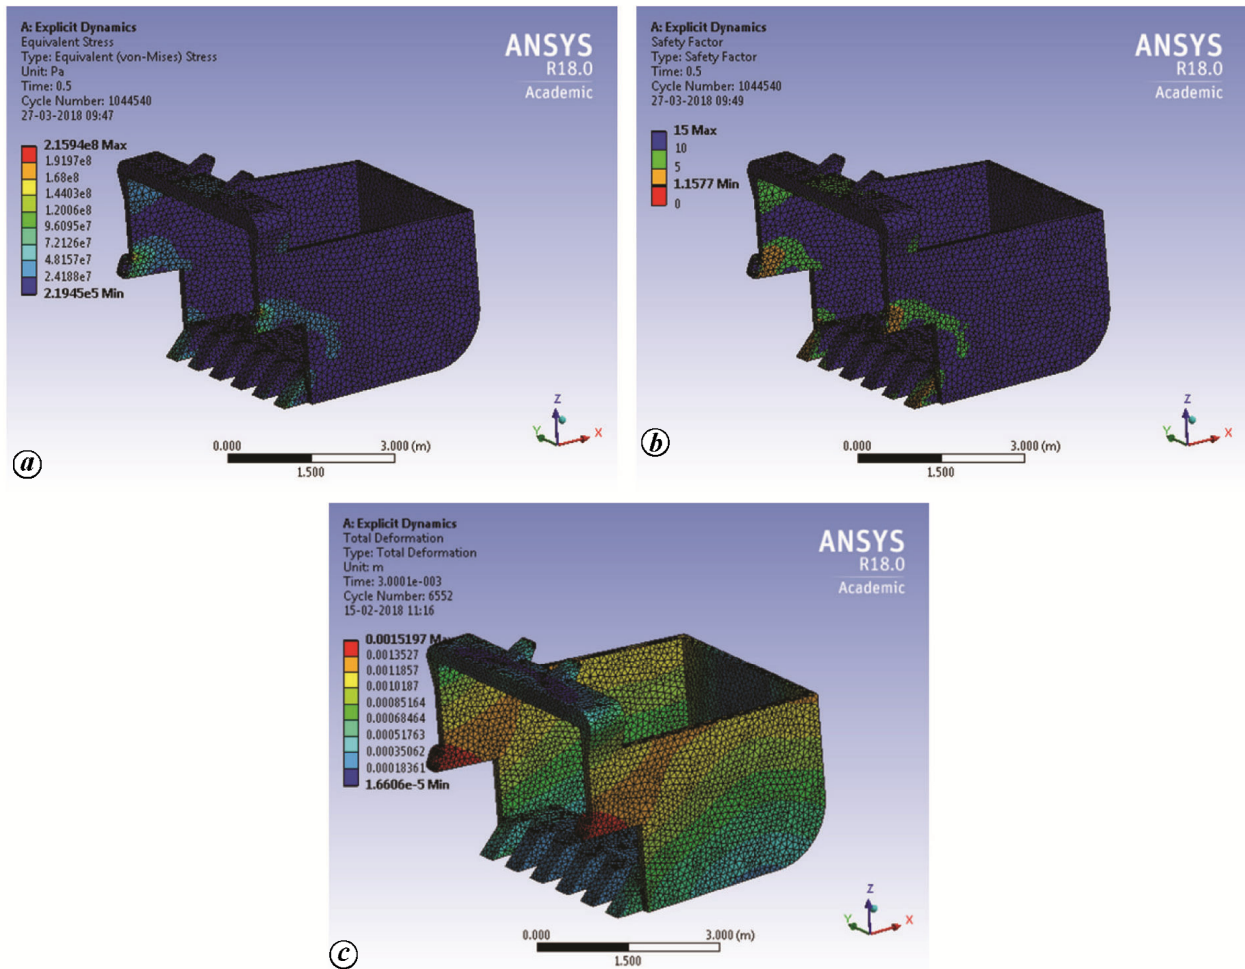 A: Explicit Dynamics
Equivalent Stress
Type: Equivalent (von-Mises) Stress
Unit: Pa
Time: 0.5
Cycle Number: 1044540
27-03-2018 09:47
ANSYS
R18.0
Academic
2.1594e8 Max
1.9197e8
1.68e8
1.4403e8
1.2006e8
9.6095e7
7.2126e7
4.8157e7
2.4188e7
2.1945e5 Min
Z
Y
X
0.000
3.000 (m)
1.500
a
A: Explicit Dynamics
Safety Factor
Type: Safety Factor
Time: 0.5
Cycle Number: 1044540
27-03-2018 09:49
ANSYS
R18.0
Academic
15 Max
10
5
1.1577 Min
0
Z
Y
X
0.000
3.000 (m)
1.500
b
A: Explicit Dynamics
Total Deformation
Type: Total Deformation
Unit: m
Time: 3.0001e-003
Cycle Number: 6552
15-02-2018 11:16
ANSYS
R18.0
Academic
0.0015197
0.0013527
0.0011857
0.0010187
0.00085164
0.00068464
0.00051763
0.00035062
0.00018361
1.6606e-5 Min
Z
Y
X
0.000
3.000 (m)
1.500
c